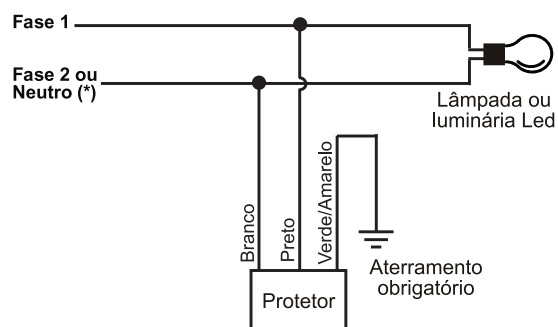 Fase 1
Fase 2 ou
Neutro (*)
Lâmpada ou
luminária Led
Branco
Preto
Verde/Amarelo
Aterramento
obrigatório
Protetor